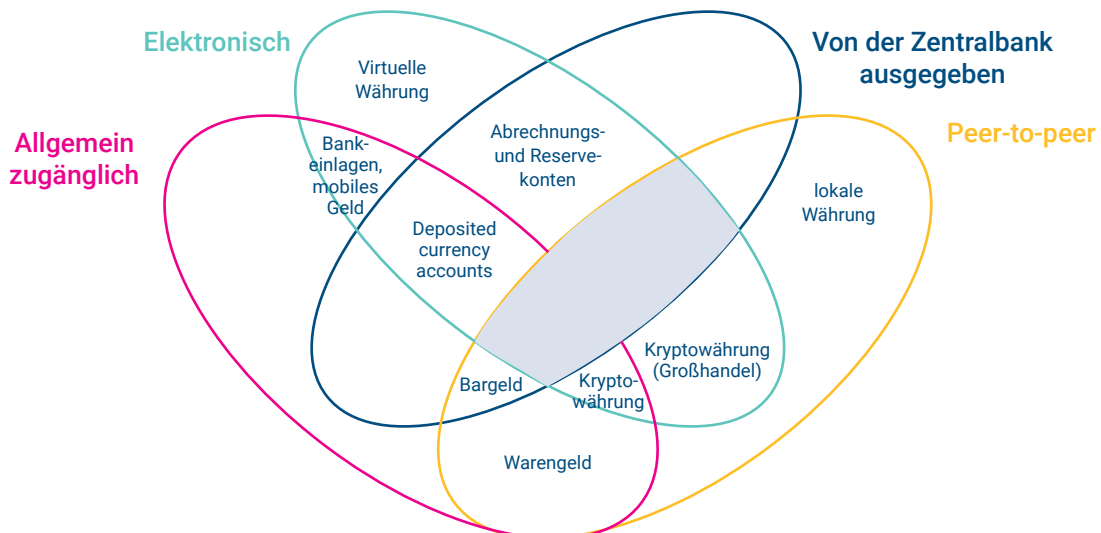 Elektronisch
Von der Zentralbank
ausgegeben
Virtuelle
Währung
Allgemein
zugänglich
Peer-to-peer
Bank-
einlagen,
mobiles
Geld
Abrechnungs-
und Reserve-
konten
lokale
Währung
Deposited
currency
accounts
Kryptowährung
(Großhandel)
Bargeld
Krypto-
währung
Warengeld